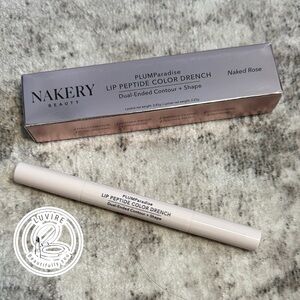 NAKERY
BEAUTY
PLUMParadise
LIP PEPTIDE COLOR DRENCH
Dual-Ended Contour + Shape
Naked Rose
PLUMParadise
LIP PEPTIDE COLOR DRENCH
Dual-Ended Contour + Shape
LUVIRE